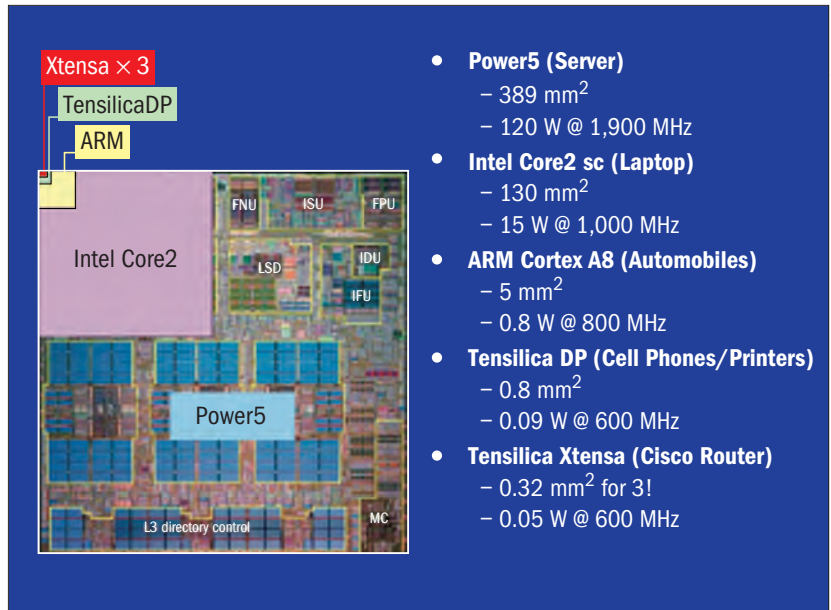 Xtensa × 3
TensilicaDP
ARM
Intel Core2
FNU
ISU
FPU
LSD
IDU
IFU
Power5
L3 directory control
MC
• Power5 (Server)
– 389 mm²
– 120 W @ 1,900 MHz
• Intel Core2 sc (Laptop)
– 130 mm²
– 15 W @ 1,000 MHz
• ARM Cortex A8 (Automobiles)
– 5 mm²
– 0.8 W @ 800 MHz
• Tensilica DP (Cell Phones/Printers)
– 0.8 mm²
– 0.09 W @ 600 MHz
• Tensilica Xtensa (Cisco Router)
– 0.32 mm² for 3!
– 0.05 W @ 600 MHz